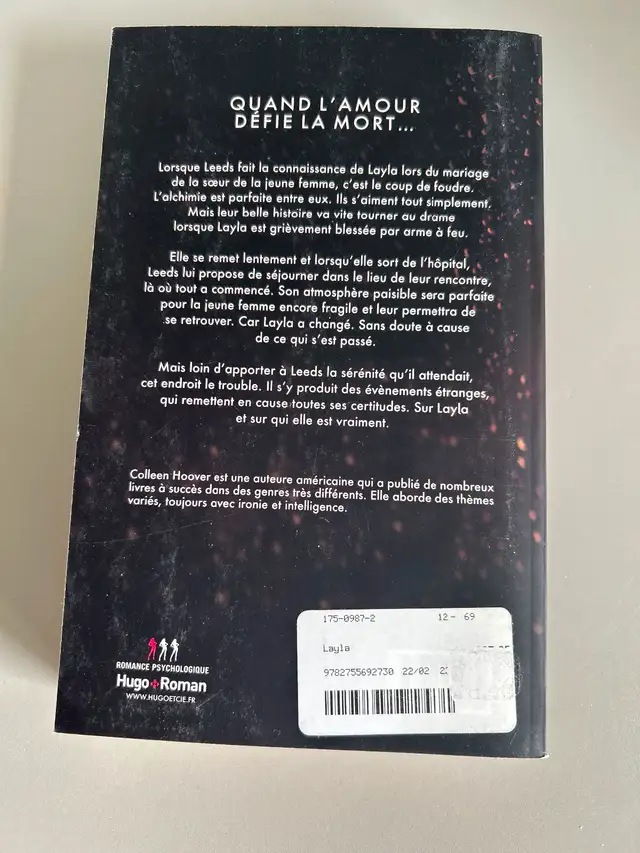 QUAND L'AMOUR
DÉFIE LA MORT...
Lorsque Leeds fait la connaissance de Layla lors du mariage
de la sœur de la jeune femme, c'est le coup de foudre.
L'alchimie est parfaite entre eux. Ils s'aiment tout simplement.
Mais leur belle histoire va vite tourner au drame
lorsque Layla est grièvement blessée par arme à feu.
Elle se remet lentement et lorsqu'elle sort de l'hôpital,
Leeds lui propose de séjourner dans le lieu de leur rencontre,
là où tout a commencé. Son atmosphère paisible sera parfaite
pour la jeune femme encore fragile et leur permettra de
se retrouver. Car Layla a changé. Sans doute à cause
de ce qui s'est passé.
Mais loin d'apporter à Leeds la sérénité qu'il attendait,
cet endroit le trouble. Il s'y produit des évènements étranges,
qui remettent en cause toutes ses certitudes. Sur Layla
et sur qui elle est vraiment.
Colleen Hoover est une auteure américaine qui a publié de nombreux
livres à succès dans des genres très différents. Elle aborde des thèmes
variés, toujours avec ironie et intelligence.
175-0987-2 12- 69
Layla
9782755692730 22/02
ROMANCE PSYCHOLOGIQUE
Hugo Roman
WWW.HUGOETCIE.FR